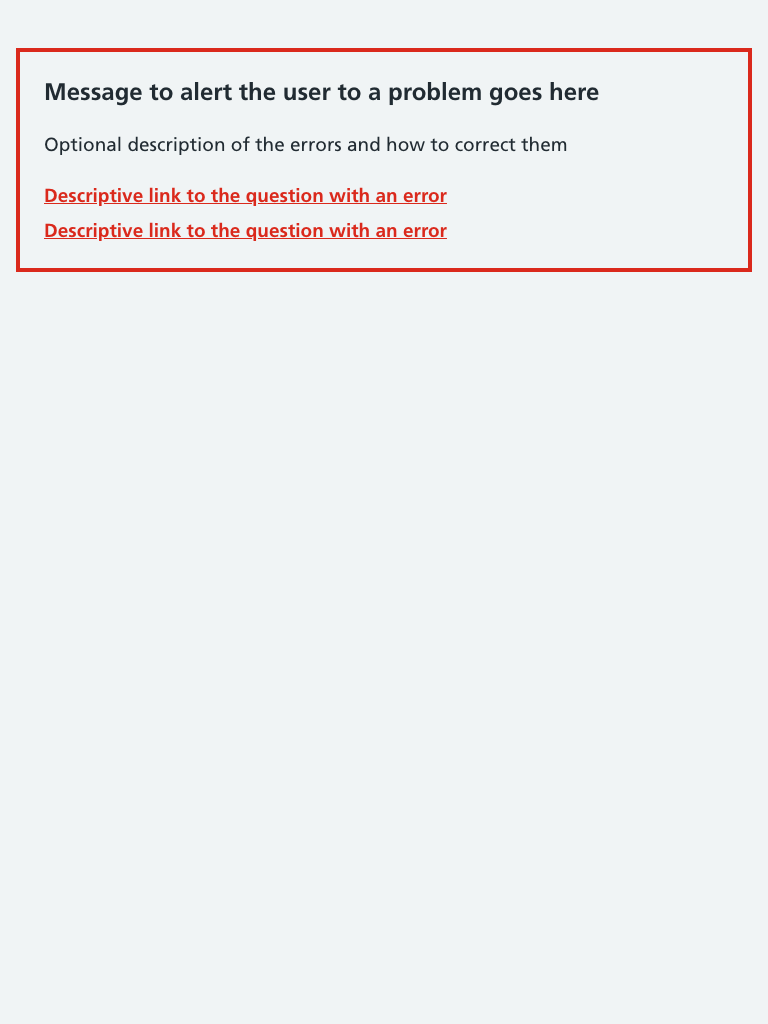 Message to alert the user to a problem goes here
Optional description of the errors and how to correct them
Descriptive link to the question with an error
Descriptive link to the question with an error